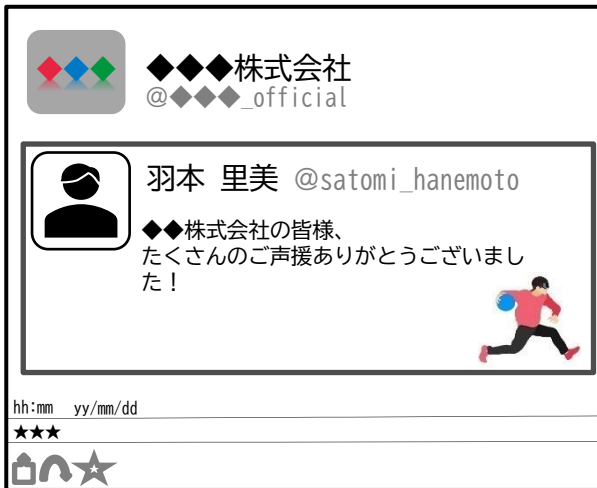 ◆◆◆株式会社
@◆◆◆_official
羽本 里美 @satomi_hanemoto
◆◆株式会社の皆様、
たくさんのご声援ありがとうございまし
た！
hh:mm yy/mm/dd
★★★